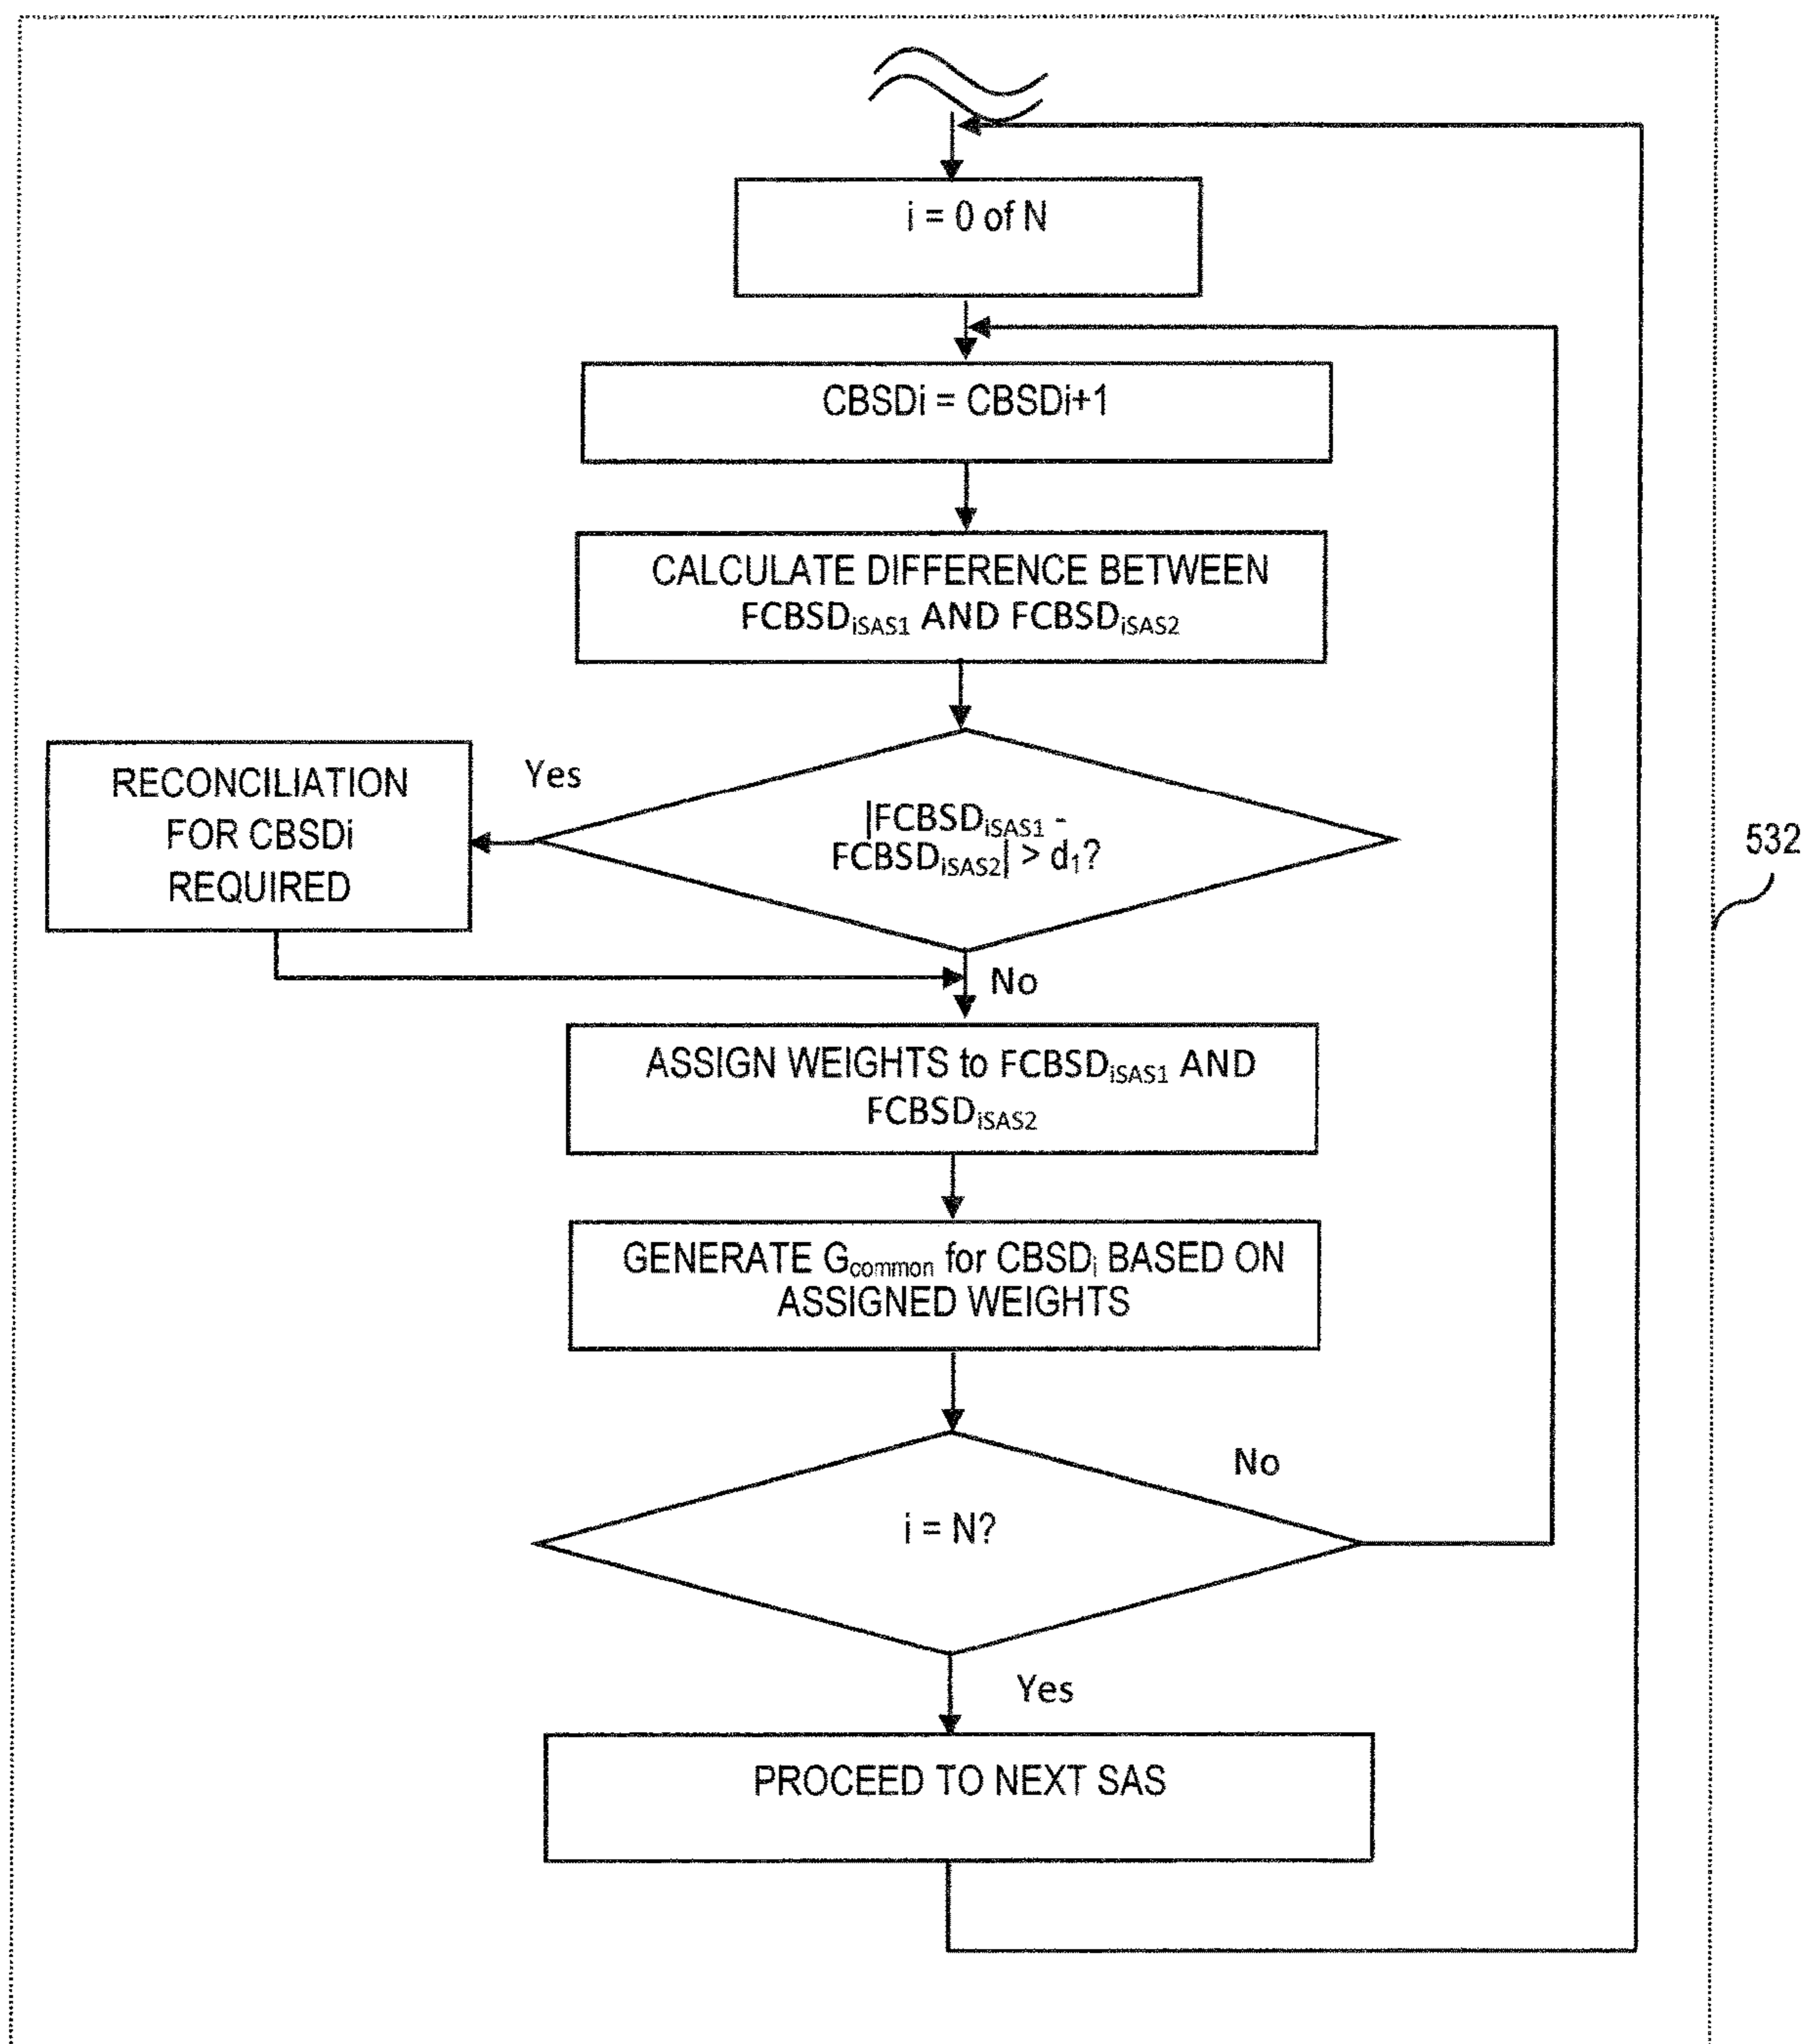 i = 0 of N
CBSDi = CBSDi+1
CALCULATE DIFFERENCE BETWEEN
FCBSDiSAS1 AND FCBSDiSAS2
Yes
RECONCILIATION
FOR CBSDi
REQUIRED
|FCBSDiSAS1 -
FCBSDiSAS2| > d1?
532
No
ASSIGN WEIGHTS to FCBSDiSAS1 AND
FCBSDiSAS2
GENERATE Gcommon for CBSDi BASED ON
ASSIGNED WEIGHTS
No
i = N?
Yes
PROCEED TO NEXT SAS